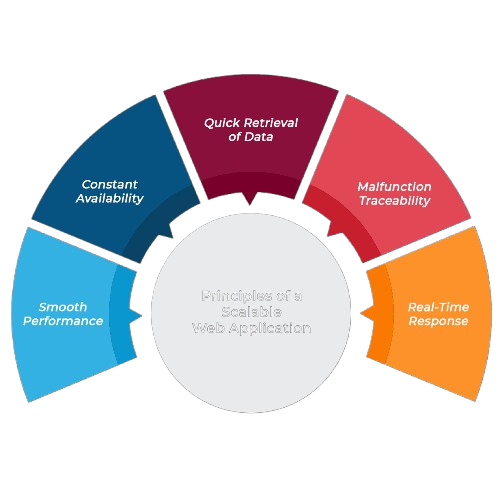 Quick Retrieval
of Data
Constant
Availability
Malfunction
Traceability
Smooth
Performance
Real-Time
Response
Principles of a
Scalable
Web Application